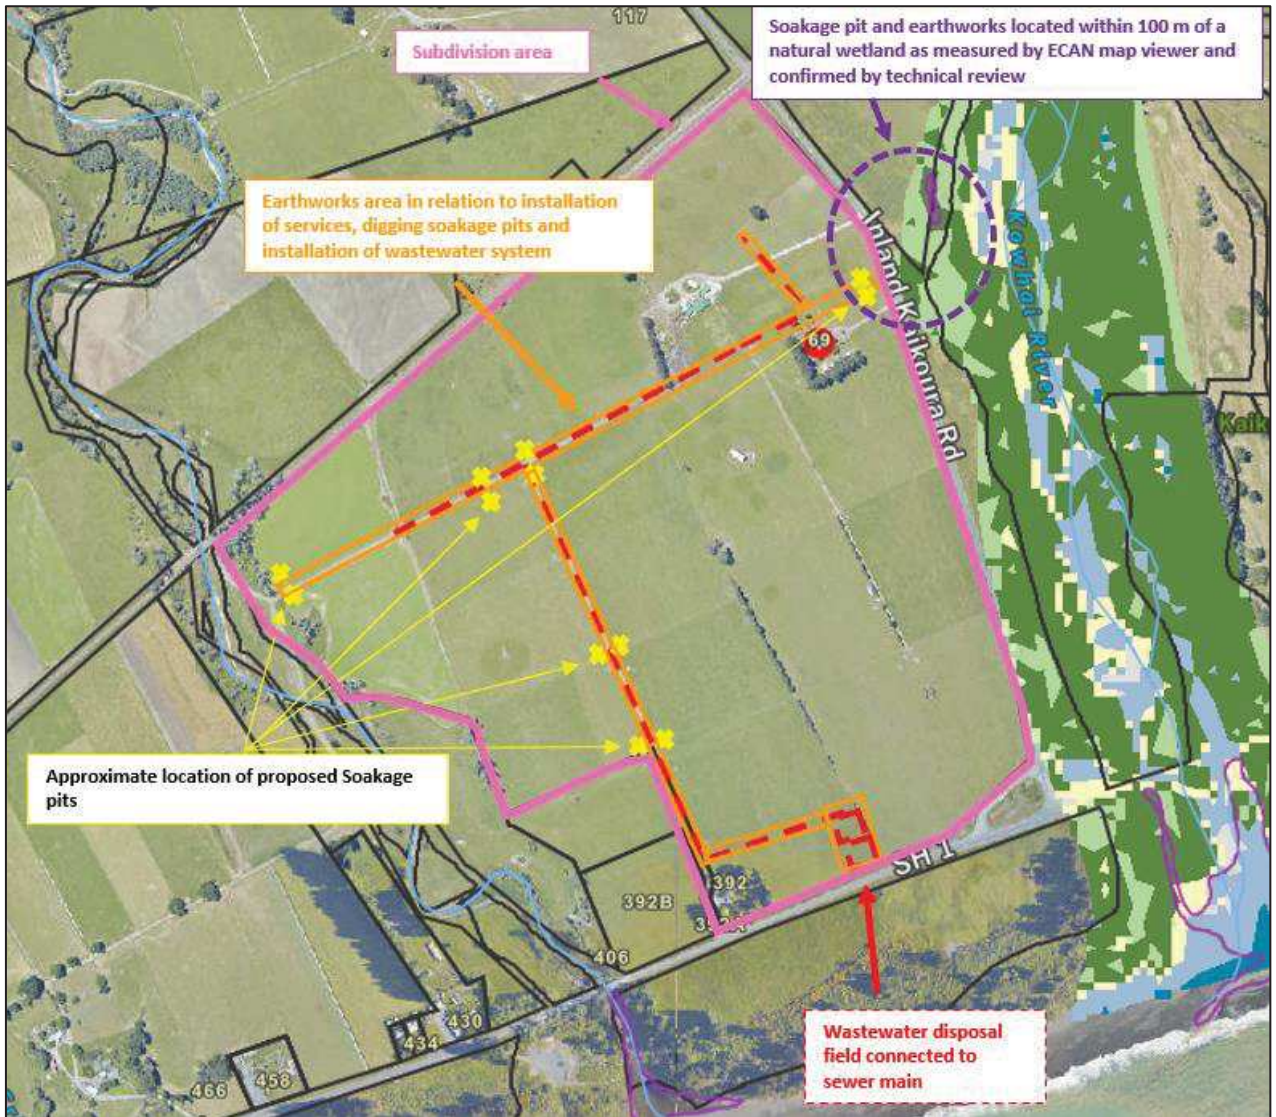 117
Subdivision area
Soakage pit and earthworks located within 100 m of a
natural wetland as measured by ECAN map viewer and
confirmed by technical review
Earthworks area in relation to installation
of services, digging soakage pits and
installation of wastewater system
Inland Kaikoura Rd
Kowhai River
69
Kaik
Approximate location of proposed Soakage
pits
SH 1
392
392B
406
430
434
458
466
Wastewater disposal
field connected to
sewer main